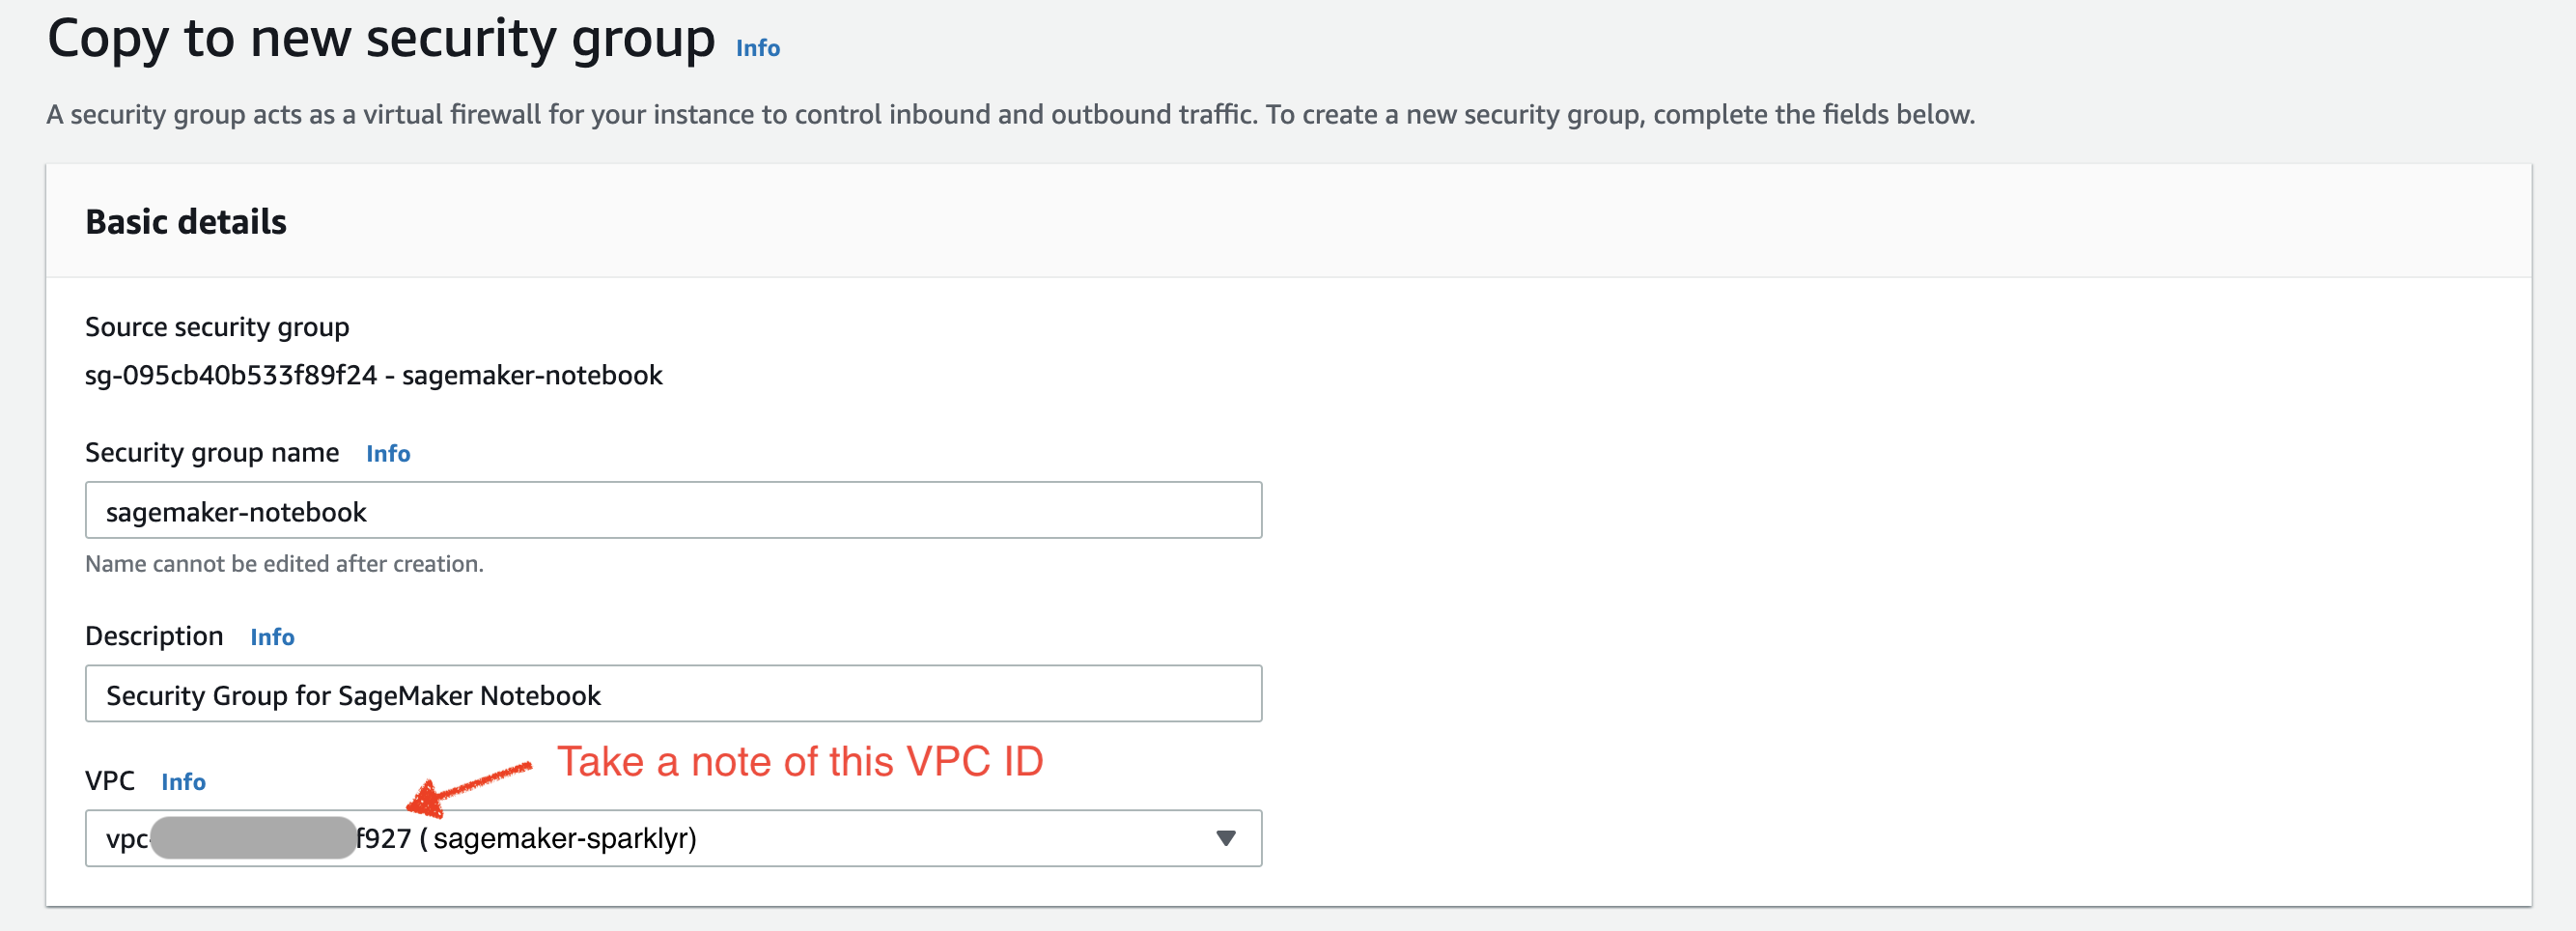 Copy to new security group Info
A security group acts as a virtual firewall for your instance to control inbound and outbound traffic. To create a new security group, complete the fields below.
Basic details
Source security group
sg-095cb40b533f89f24 - sagemaker-notebook
Security group name Info
sagemaker-notebook
Name cannot be edited after creation.
Description Info
Security Group for SageMaker Notebook
Take a note of this VPC ID
VPC Info
vpc- f927 (sagemaker-sparklyr)